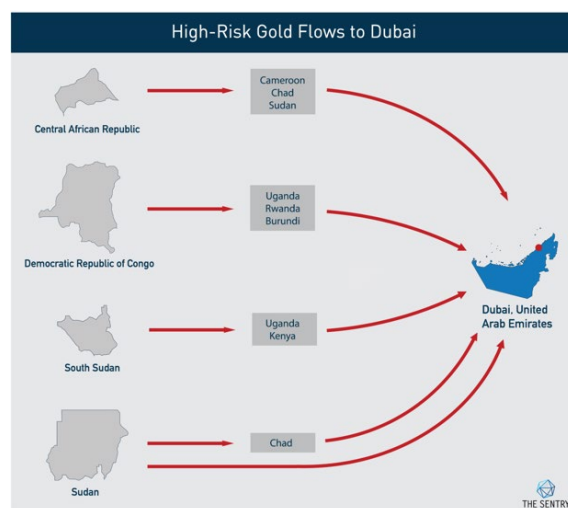 High-Risk Gold Flows to Dubai
Central African Republic
Cameroon
Chad
Sudan
Democratic Republic of Congo
Uganda
Rwanda
Burundi
Dubai, United
Arab Emirates
South Sudan
Uganda
Kenya
Sudan
Chad
THE SENTRY